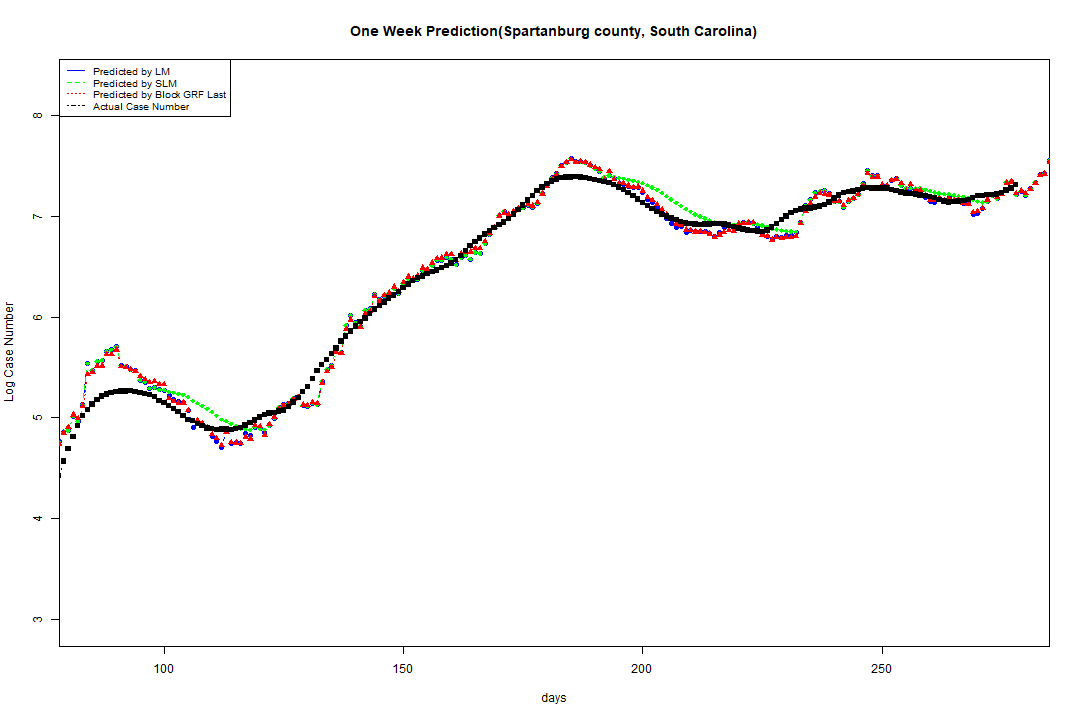 One Week Prediction(Spartanburg county, South Carolina)
Predicted by LM
Predicted by SLM
Predicted by Block GRF Last
Actual Case Number
8
7
6
5
4
3
Log Case Number
100 150 200 250
days